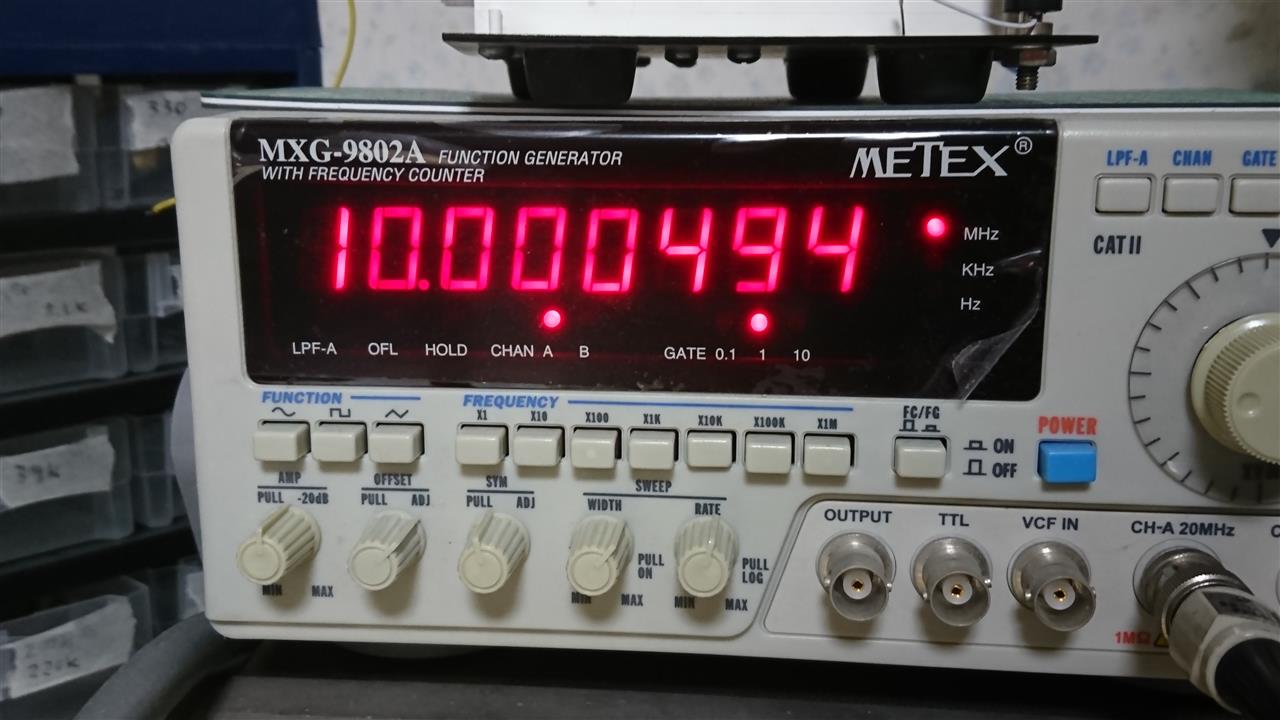 MXG-9802A FUNCTION GENERATOR
WITH FREQUENCY COUNTER
METEX®
10.000494
MHz
KHz
Hz
LPF-A OFL HOLD CHAN A B GATE 0.1 1 10
LPF-A CHAN GATE
CAT II
FUNCTION
FREQUENCY
X1 X10 X100 X1K X10K X100K X1M
FC/FG
ON
OFF
POWER
AMP
PULL -20dB
OFFSET
PULL ADJ
SYM
PULL ADJ
SWEEP
WIDTH RATE
PULL ON
PULL LOG
MIN MAX
MIN MAX
MIN MAX
OUTPUT TTL VCF IN CH-A 20MHz
1MΩ
330
39K
220K